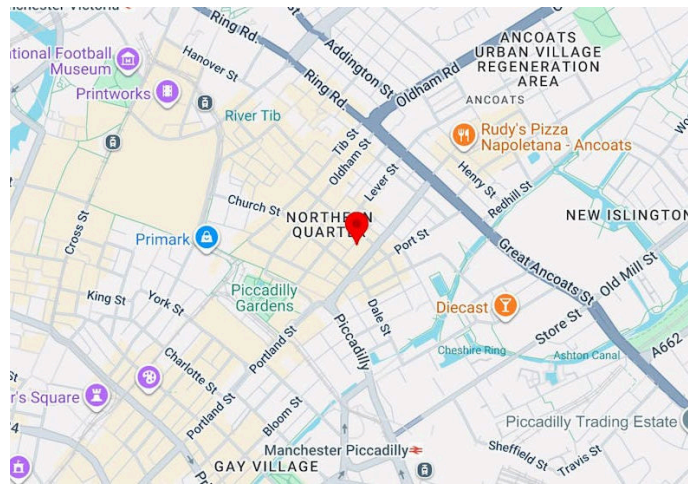 Manchester Victoria
Ring Rd
Addington St
Oldham Rd
ANCOATS
URBAN VILLAGE
REGENERATION
AREA
Hanover St
Football
Museum
Printworks
Ring Rd
ANCOATS
River Tib
Rudy's Pizza
Napoletana - Ancoats
Tib St
Oldham St
Lever St
Henry St
Redhill St
Church St
NORTHERN
QUARTER
NEW ISLINGTON
Cross St
Primark
Port St
Great Ancoats St
Old Mill St
King St
York St
Piccadilly
Gardens
Dale St
Diecast
Store St
Piccadilly
Portland St
Cheshire Ring
Ashton Canal
A662
Charlotte St
Portland St
Bloom St
Piccadilly Trading Estate
Manchester Piccadilly
Sheffield St
Travis St
GAY VILLAGE